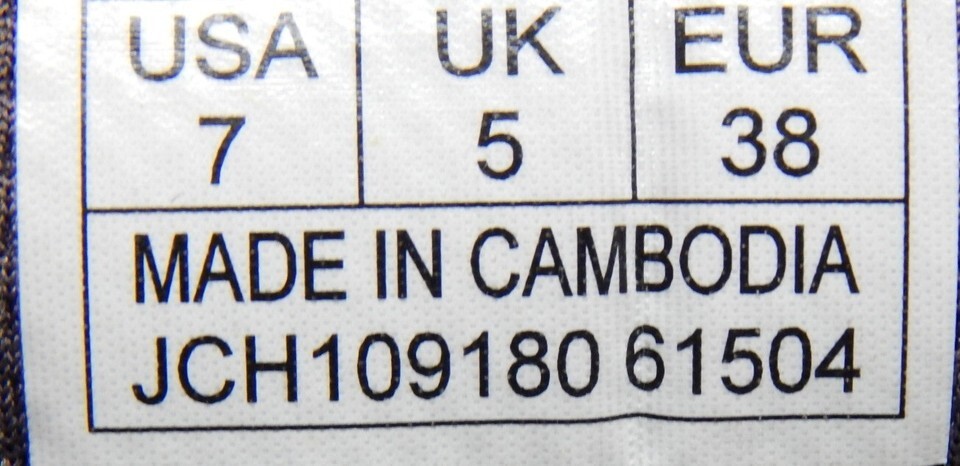 USA UK EUR
7 5 38
MADE IN CAMBODIA
JCH109180 61504